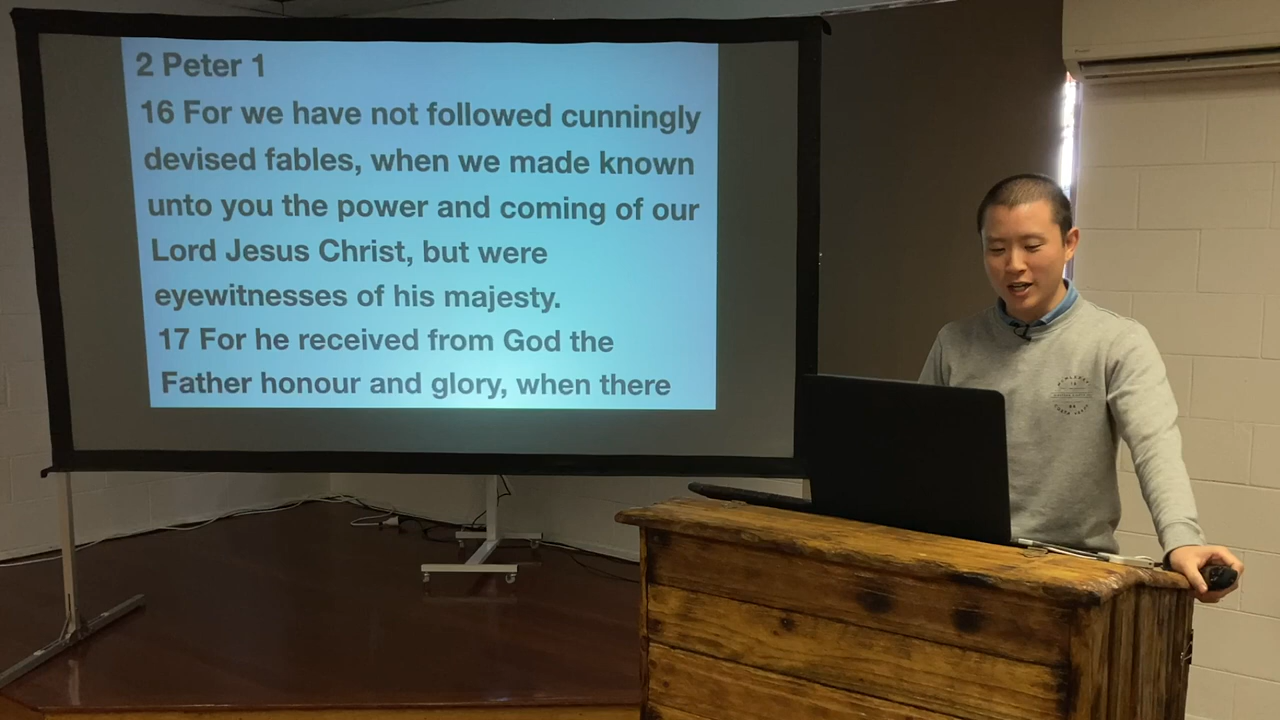 2 Peter 1
16 For we have not followed cunningly
devised fables, when we made known
unto you the power and coming of our
Lord Jesus Christ, but were
eyewitnesses of his majesty.
17 For he received from God the
Father honour and glory, when there